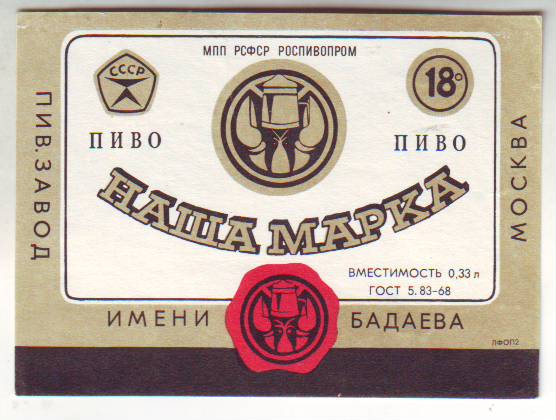 МПП РСФСР РОСПИВОПРОМ
СССР
18°
ПИВО
ПИВО
НАША МАРКА
ВМЕСТИМОСТЬ 0,33 л
ГОСТ 5.83-68
ПИВ.ЗАВОД
ИМЕНИ БАДАЕВА
МОСКВА
ЛФОП2